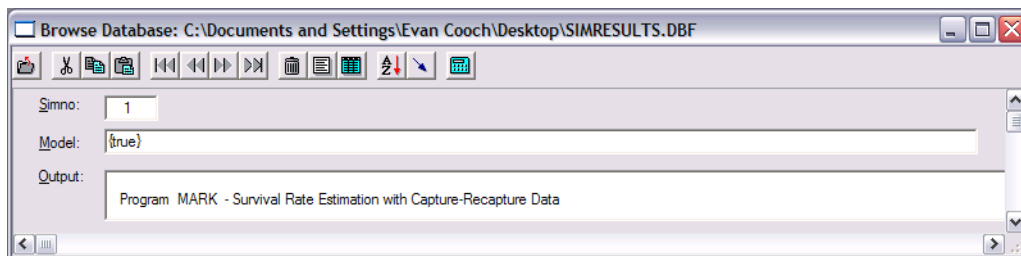 Browse Database: C:\Documents and Settings\Evan Cooch\Desktop\SIMRESULTS.DBF
Simno: 1
Model: {true}
Output:
Program MARK - Survival Rate Estimation with Capture-Recapture Data